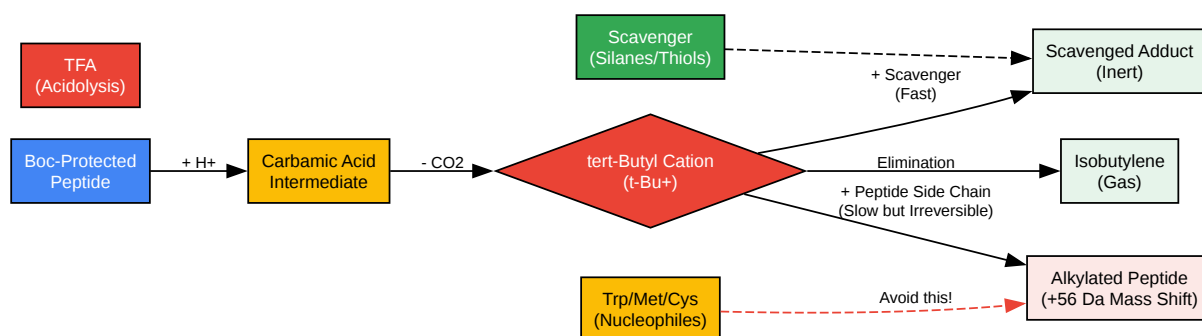 TFA
(Acidolysis)
Boc-Protected
Peptide
+ H+
Carbamic Acid
Intermediate
- CO2
tert-Butyl Cation
(t-Bu+)
Scavenger
(Silanes/Thiols)
+ Scavenger
(Fast)
Scavenged Adduct
(Inert)
Elimination
Isobutylene
(Gas)
+ Peptide Side Chain
(Slow but Irreversible)
Alkylated Peptide
(+56 Da Mass Shift)
Trp/Met/Cys
(Nucleophiles)
Avoid this!